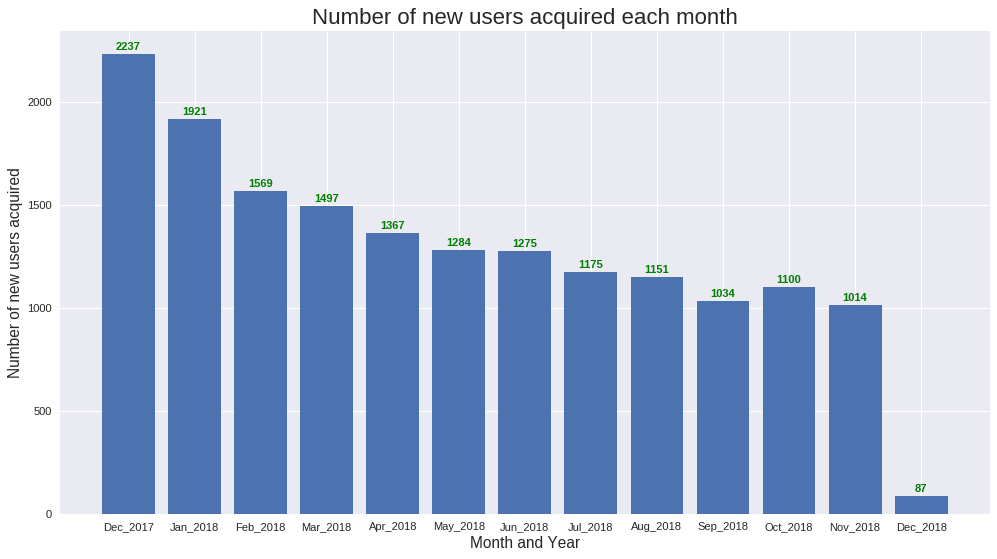 Number of new users acquired each month
Number of new users acquired
2000
1500
1000
500
0
2237
1921
1569
1497
1367
1284
1275
1175
1151
1034
1100
1014
87
Dec_2017
Jan_2018
Feb_2018
Mar_2018
Apr_2018
May_2018
Jun_2018
Jul_2018
Aug_2018
Sep_2018
Oct_2018
Nov_2018
Dec_2018
Month and Year